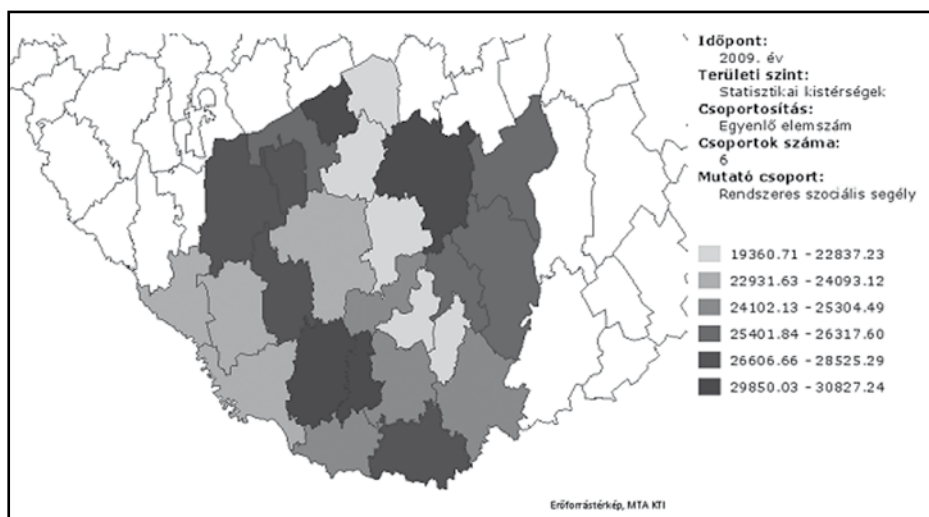 Időpont:
2009. év
Területi szint:
Statisztikai kistérségek
Csoportosítás:
Egyenlő elemszám
Csoportok száma:
6
Mutató csoport:
Rendszeres szociális segély
19360.71 - 22837.23
22931.63 - 24093.12
24102.13 - 25304.49
25401.84 - 26317.60
26606.66 - 28525.29
29850.03 - 30827.24
Erőforrástérkép, MTA KTI